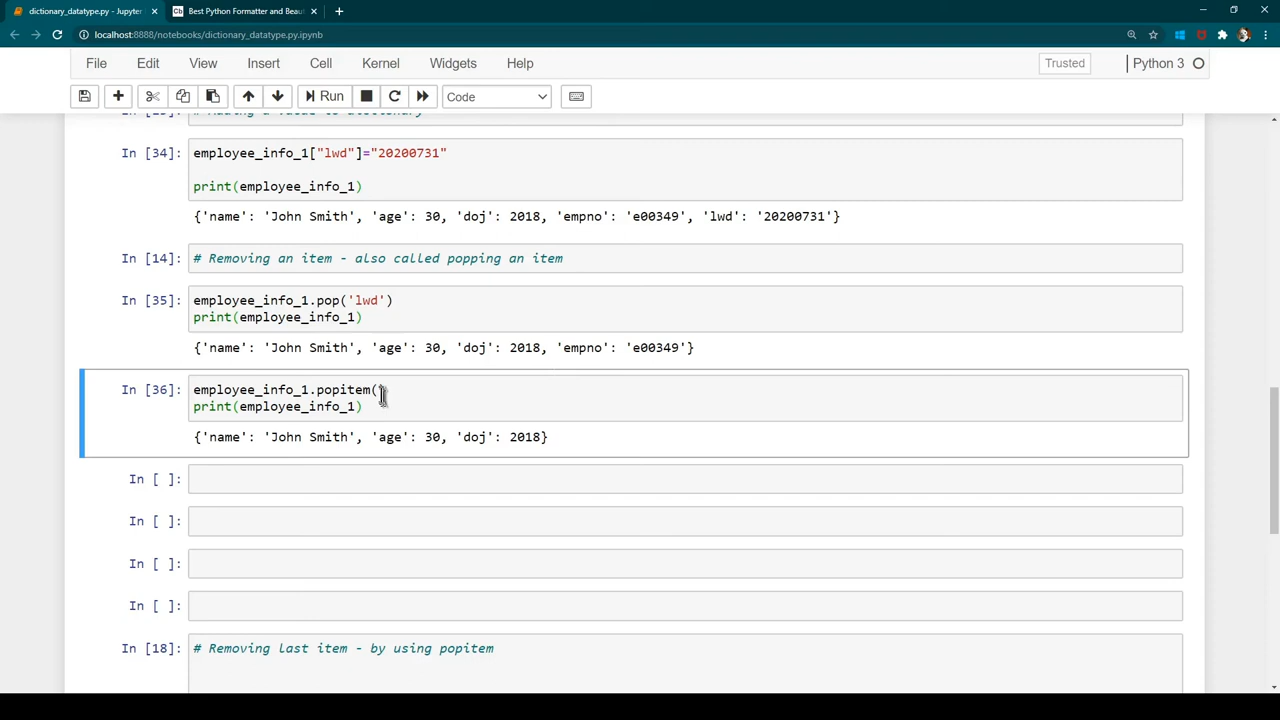 dictionary_datatype.py - Jupyter
Best Python Formatter and Beau
localhost:8888/notebooks/dictionary_datatype.py.ipynb
File Edit View Insert Cell Kernel Widgets Help Trusted Python 3
Run Code
In [34]: employee_info_1["lwd"]="20200731"
print(employee_info_1)
{'name': 'John Smith', 'age': 30, 'doj': 2018, 'empno': 'e00349', 'lwd': '20200731'}
In [14]: # Removing an item - also called popping an item
In [35]: employee_info_1.pop('lwd')
print(employee_info_1)
{'name': 'John Smith', 'age': 30, 'doj': 2018, 'empno': 'e00349'}
In [36]: employee_info_1.popitem(
print(employee_info_1)
{'name': 'John Smith', 'age': 30, 'doj': 2018}
In [ ]:
In [ ]:
In [ ]:
In [ ]:
In [18]: # Removing last item - by using popitem